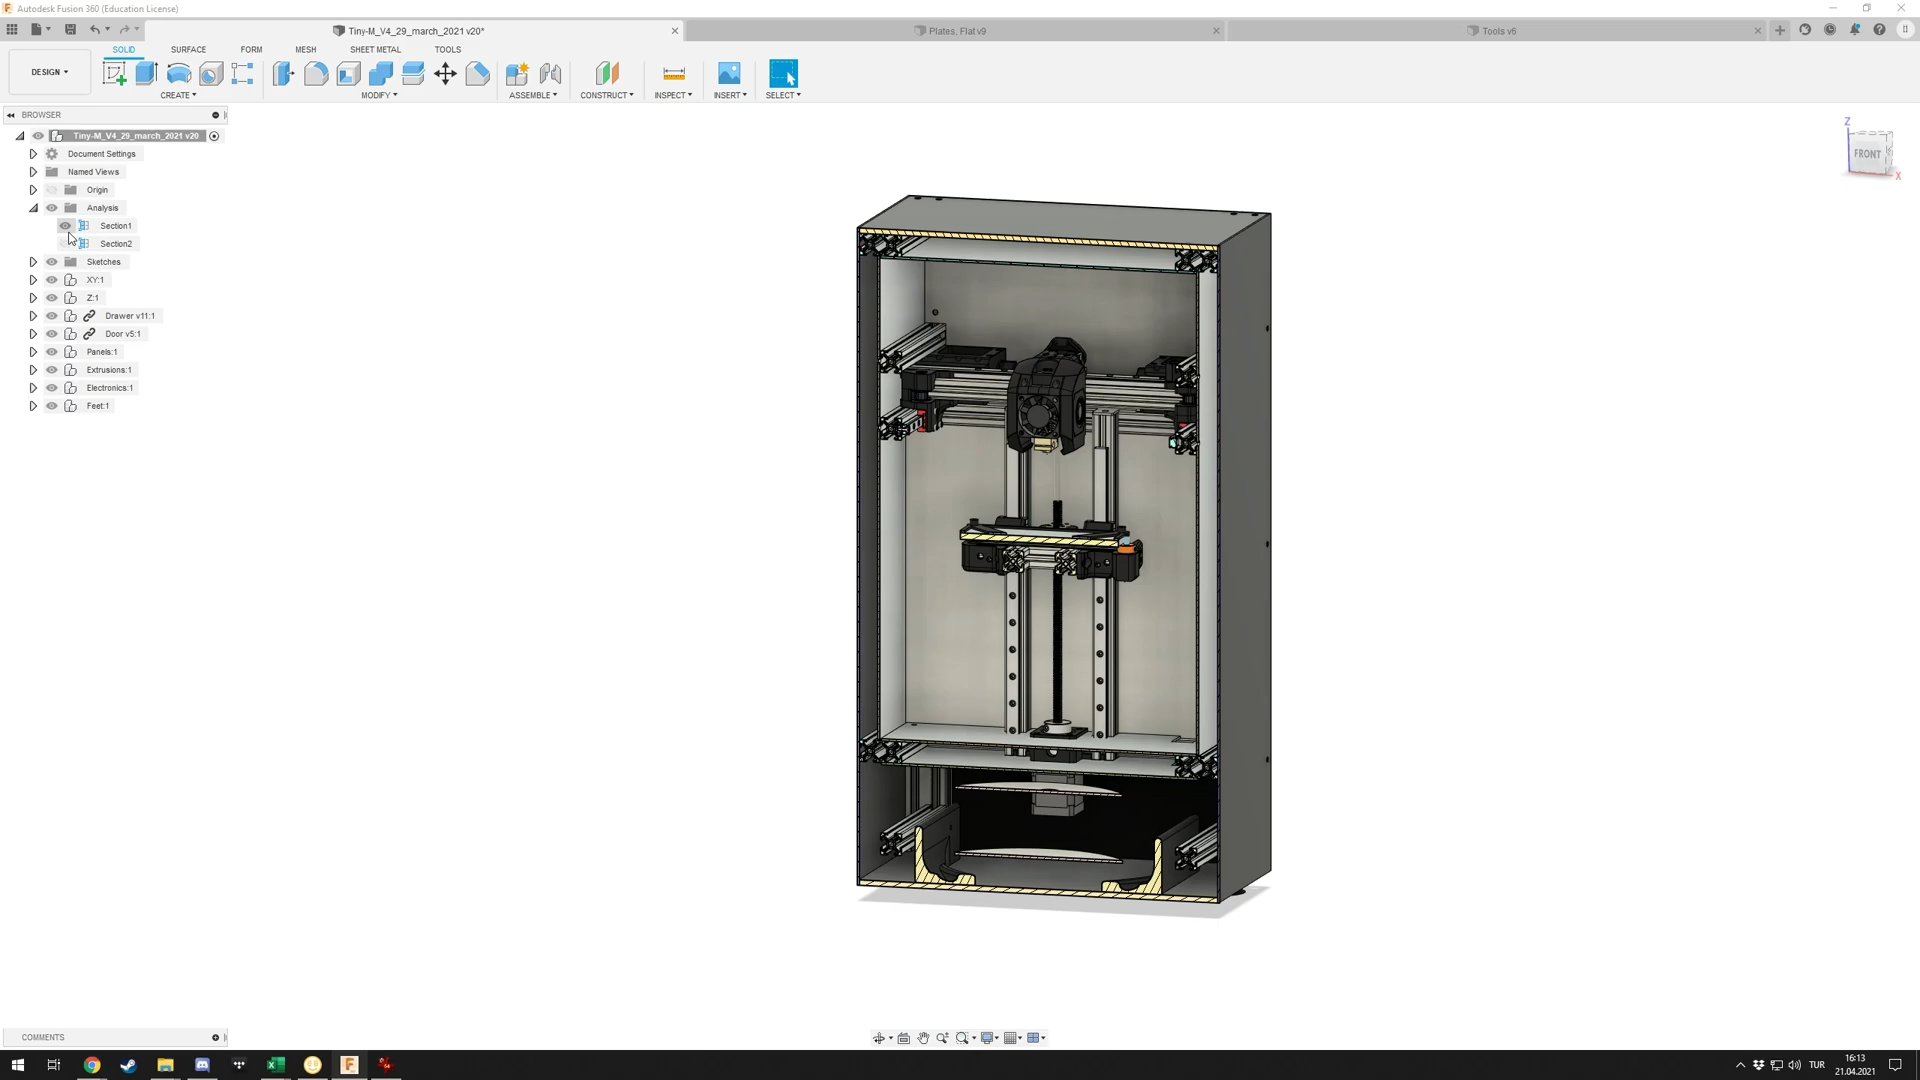 Autodesk Fusion 360 (Education License)
Tiny-M_V4_29_march_2021 v20*
Plates, Flat v9
Tools v6
DESIGN
SOLID
SURFACE
FORM
MESH
SHEET METAL
TOOLS
CREATE
MODIFY
ASSEMBLE
CONSTRUCT
INSPECT
INSERT
SELECT
BROWSER
Tiny-M_V4_29_march_2021 v20
Document Settings
Named Views
Origin
Analysis
Section1
Section2
Sketches
XY:1
Z:1
Drawer v11:1
Door v5:1
Panels:1
Extrusions:1
Electronics:1
Feet:1
Z
FRONT
X
COMMENTS
TUR
16:13
21.04.2021